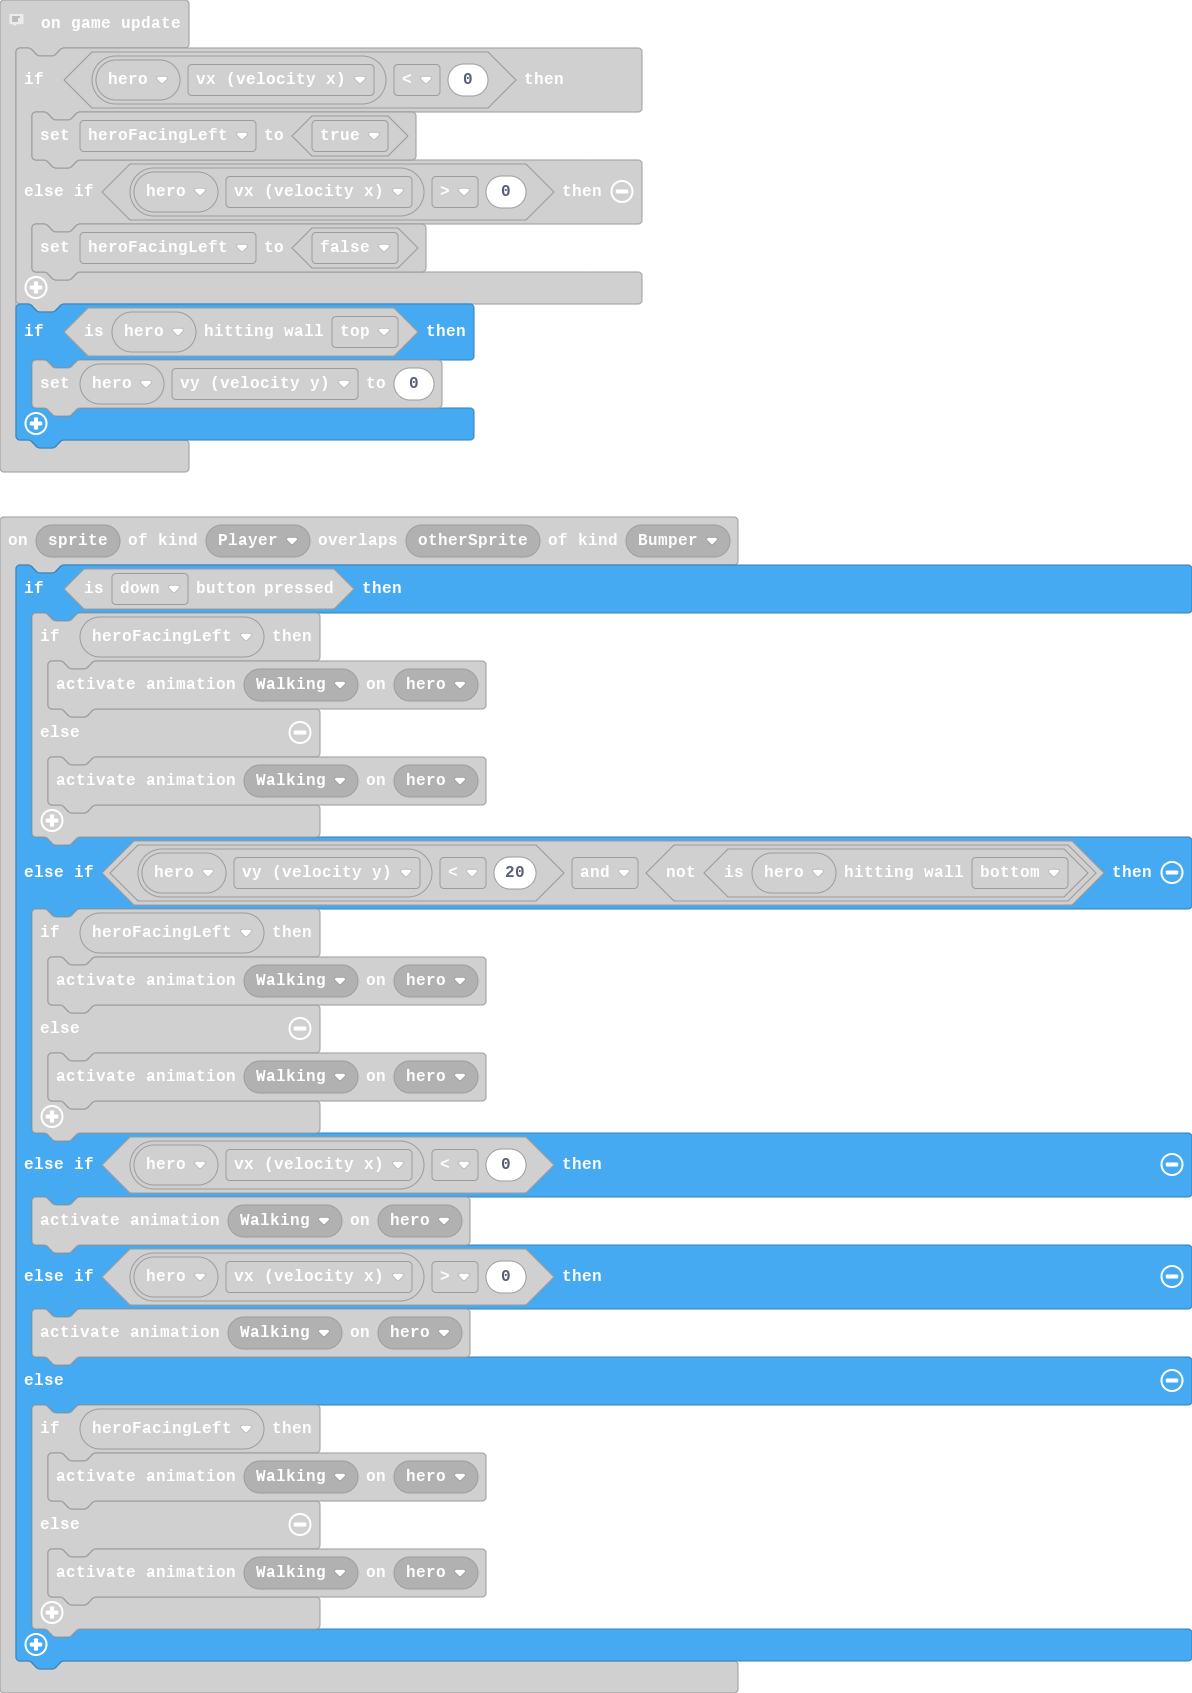 on game update
if hero vx (velocity x) < 0 then
set heroFacingLeft to true
else if hero vx (velocity x) > 0 then
set heroFacingLeft to false
if is hero hitting wall top then
set hero vy (velocity y) to 0
on sprite of kind Player overlaps otherSprite of kind Bumper
if is down button pressed then
if heroFacingLeft then
activate animation Walking on hero
else
activate animation Walking on hero
else if hero vy (velocity y) < 20 and not is hero hitting wall bottom then
if heroFacingLeft then
activate animation Walking on hero
else
activate animation Walking on hero
else if hero vx (velocity x) < 0 then
activate animation Walking on hero
else if hero vx (velocity x) > 0 then
activate animation Walking on hero
else
if heroFacingLeft then
activate animation Walking on hero
else
activate animation Walking on hero